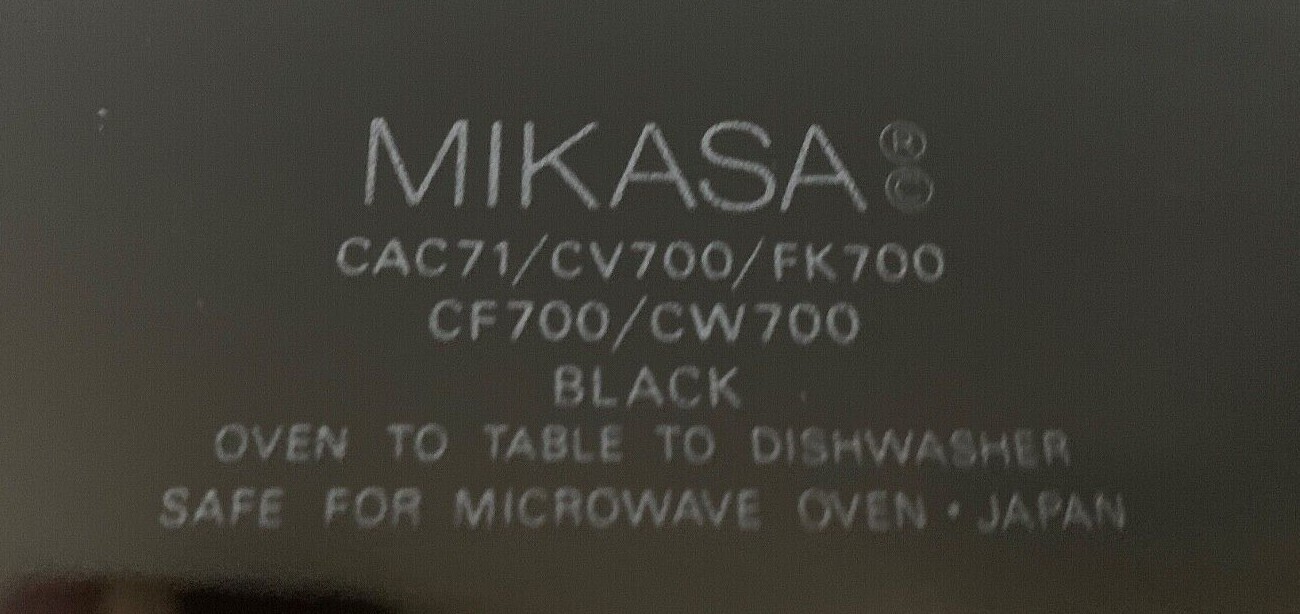 MIKASA ® ©
CAC71/CV700/FK700
CF700/CW700
BLACK
OVEN TO TABLE TO DISHWASHER
SAFE FOR MICROWAVE OVEN • JAPAN